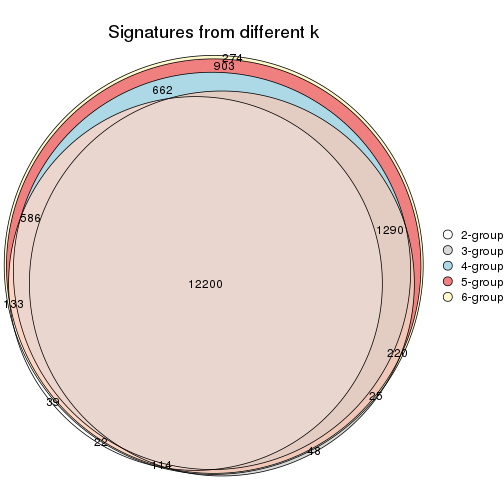 Signatures from different k
274
903
662
586
1290
12200
133
220
25
39
22
48
114
2-group
3-group
4-group
5-group
6-group